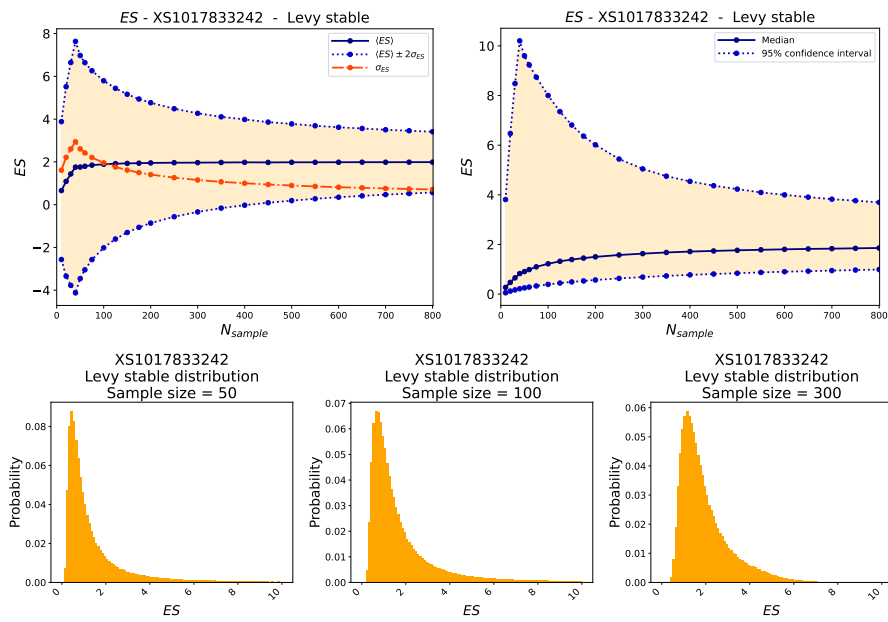 ES - XS1017833242 - Levy stable
⟨ES⟩
⟨ES⟩ ± 2σES
σES
8
6
4
2
0
−2
−4
ES
0 100 200 300 400 500 600 700 800
Nsample
ES - XS1017833242 - Levy stable
Median
95% confidence interval
10
8
6
4
2
0
ES
0 100 200 300 400 500 600 700 800
Nsample
XS1017833242
Levy stable distribution
Sample size = 50
0.08
0.06
0.04
0.02
0.00
Probability
0 2 4 6 8 10
ES
XS1017833242
Levy stable distribution
Sample size = 100
0.07
0.06
0.05
0.04
0.03
0.02
0.01
0.00
Probability
0 2 4 6 8 10
ES
XS1017833242
Levy stable distribution
Sample size = 300
0.06
0.05
0.04
0.03
0.02
0.01
0.00
Probability
0 2 4 6 8 10
ES